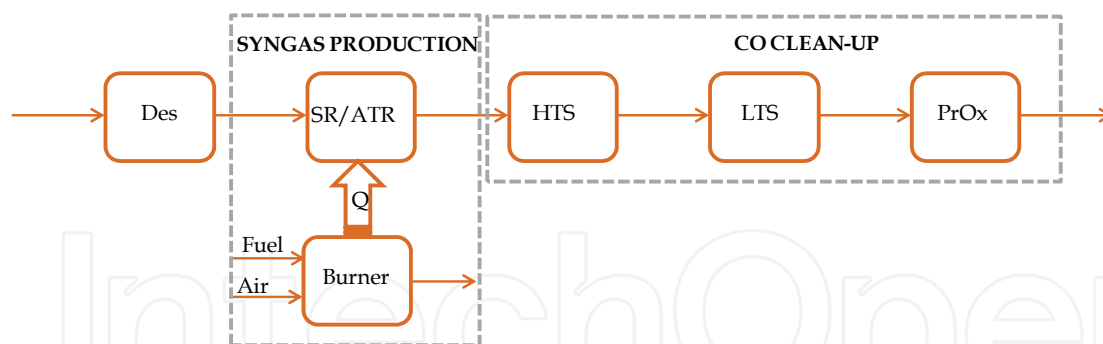 SYNGAS PRODUCTION
CO CLEAN-UP
Des
SR/ATR
HTS
LTS
PrOx
Q
Fuel
Burner
Air
IntechOpen